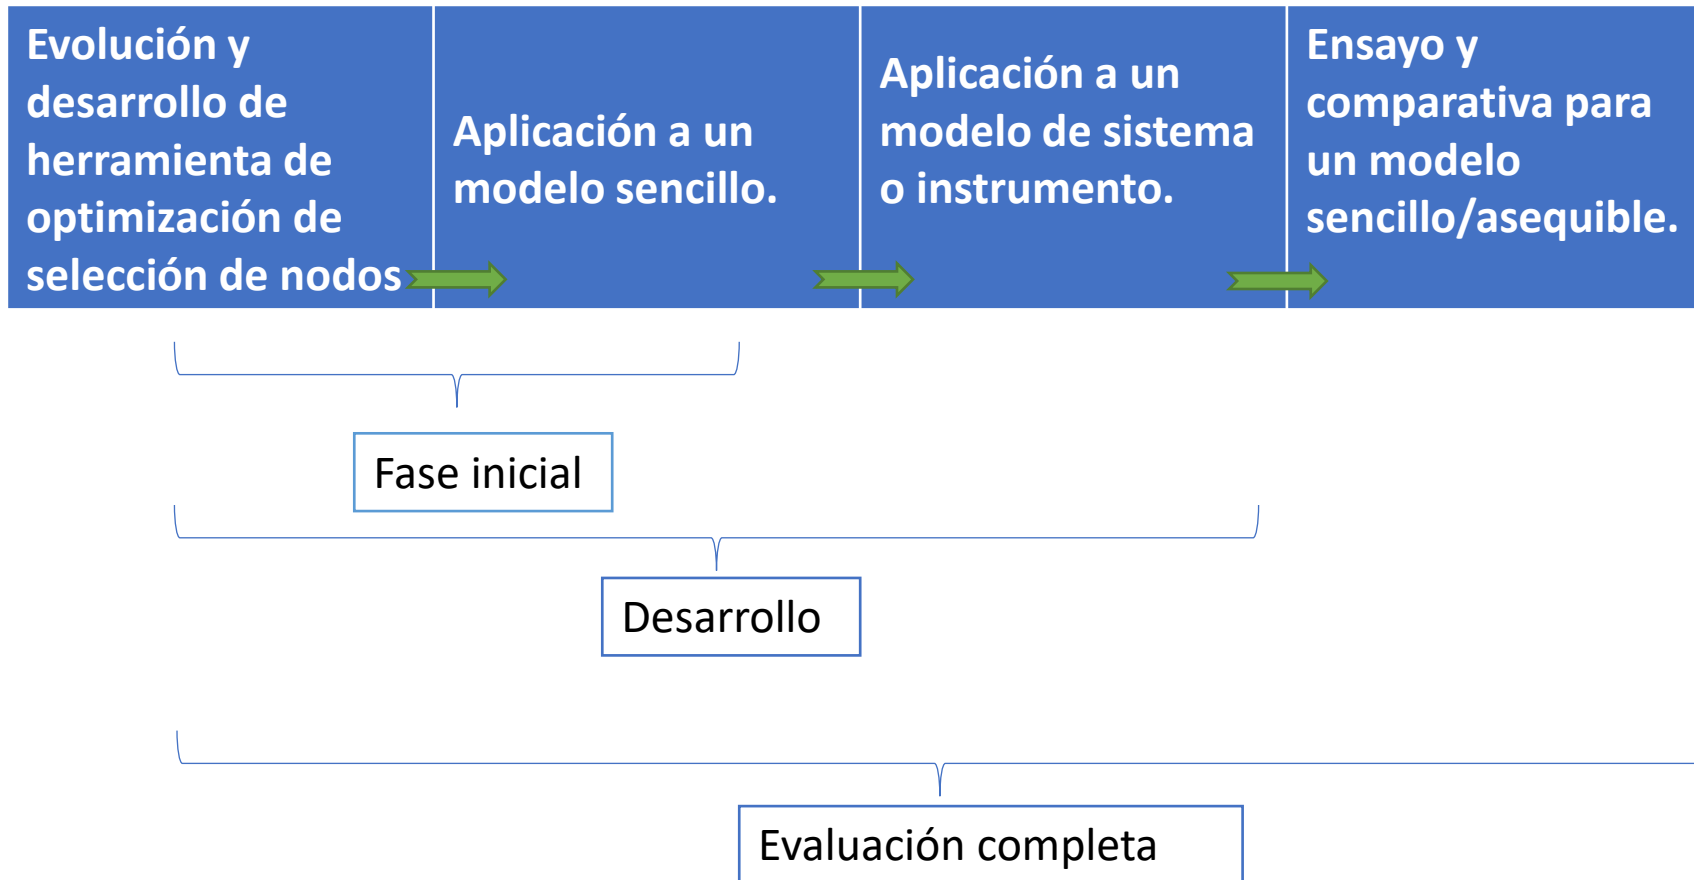 Evolución y
desarrollo de
herramienta de
optimización de
selección de nodos
Aplicación a un
modelo sencillo.
Aplicación a un
modelo de sistema
o instrumento.
Ensayo y
comparativa para
un modelo
sencillo/asequible.
Fase inicial
Desarrollo
Evaluación completa